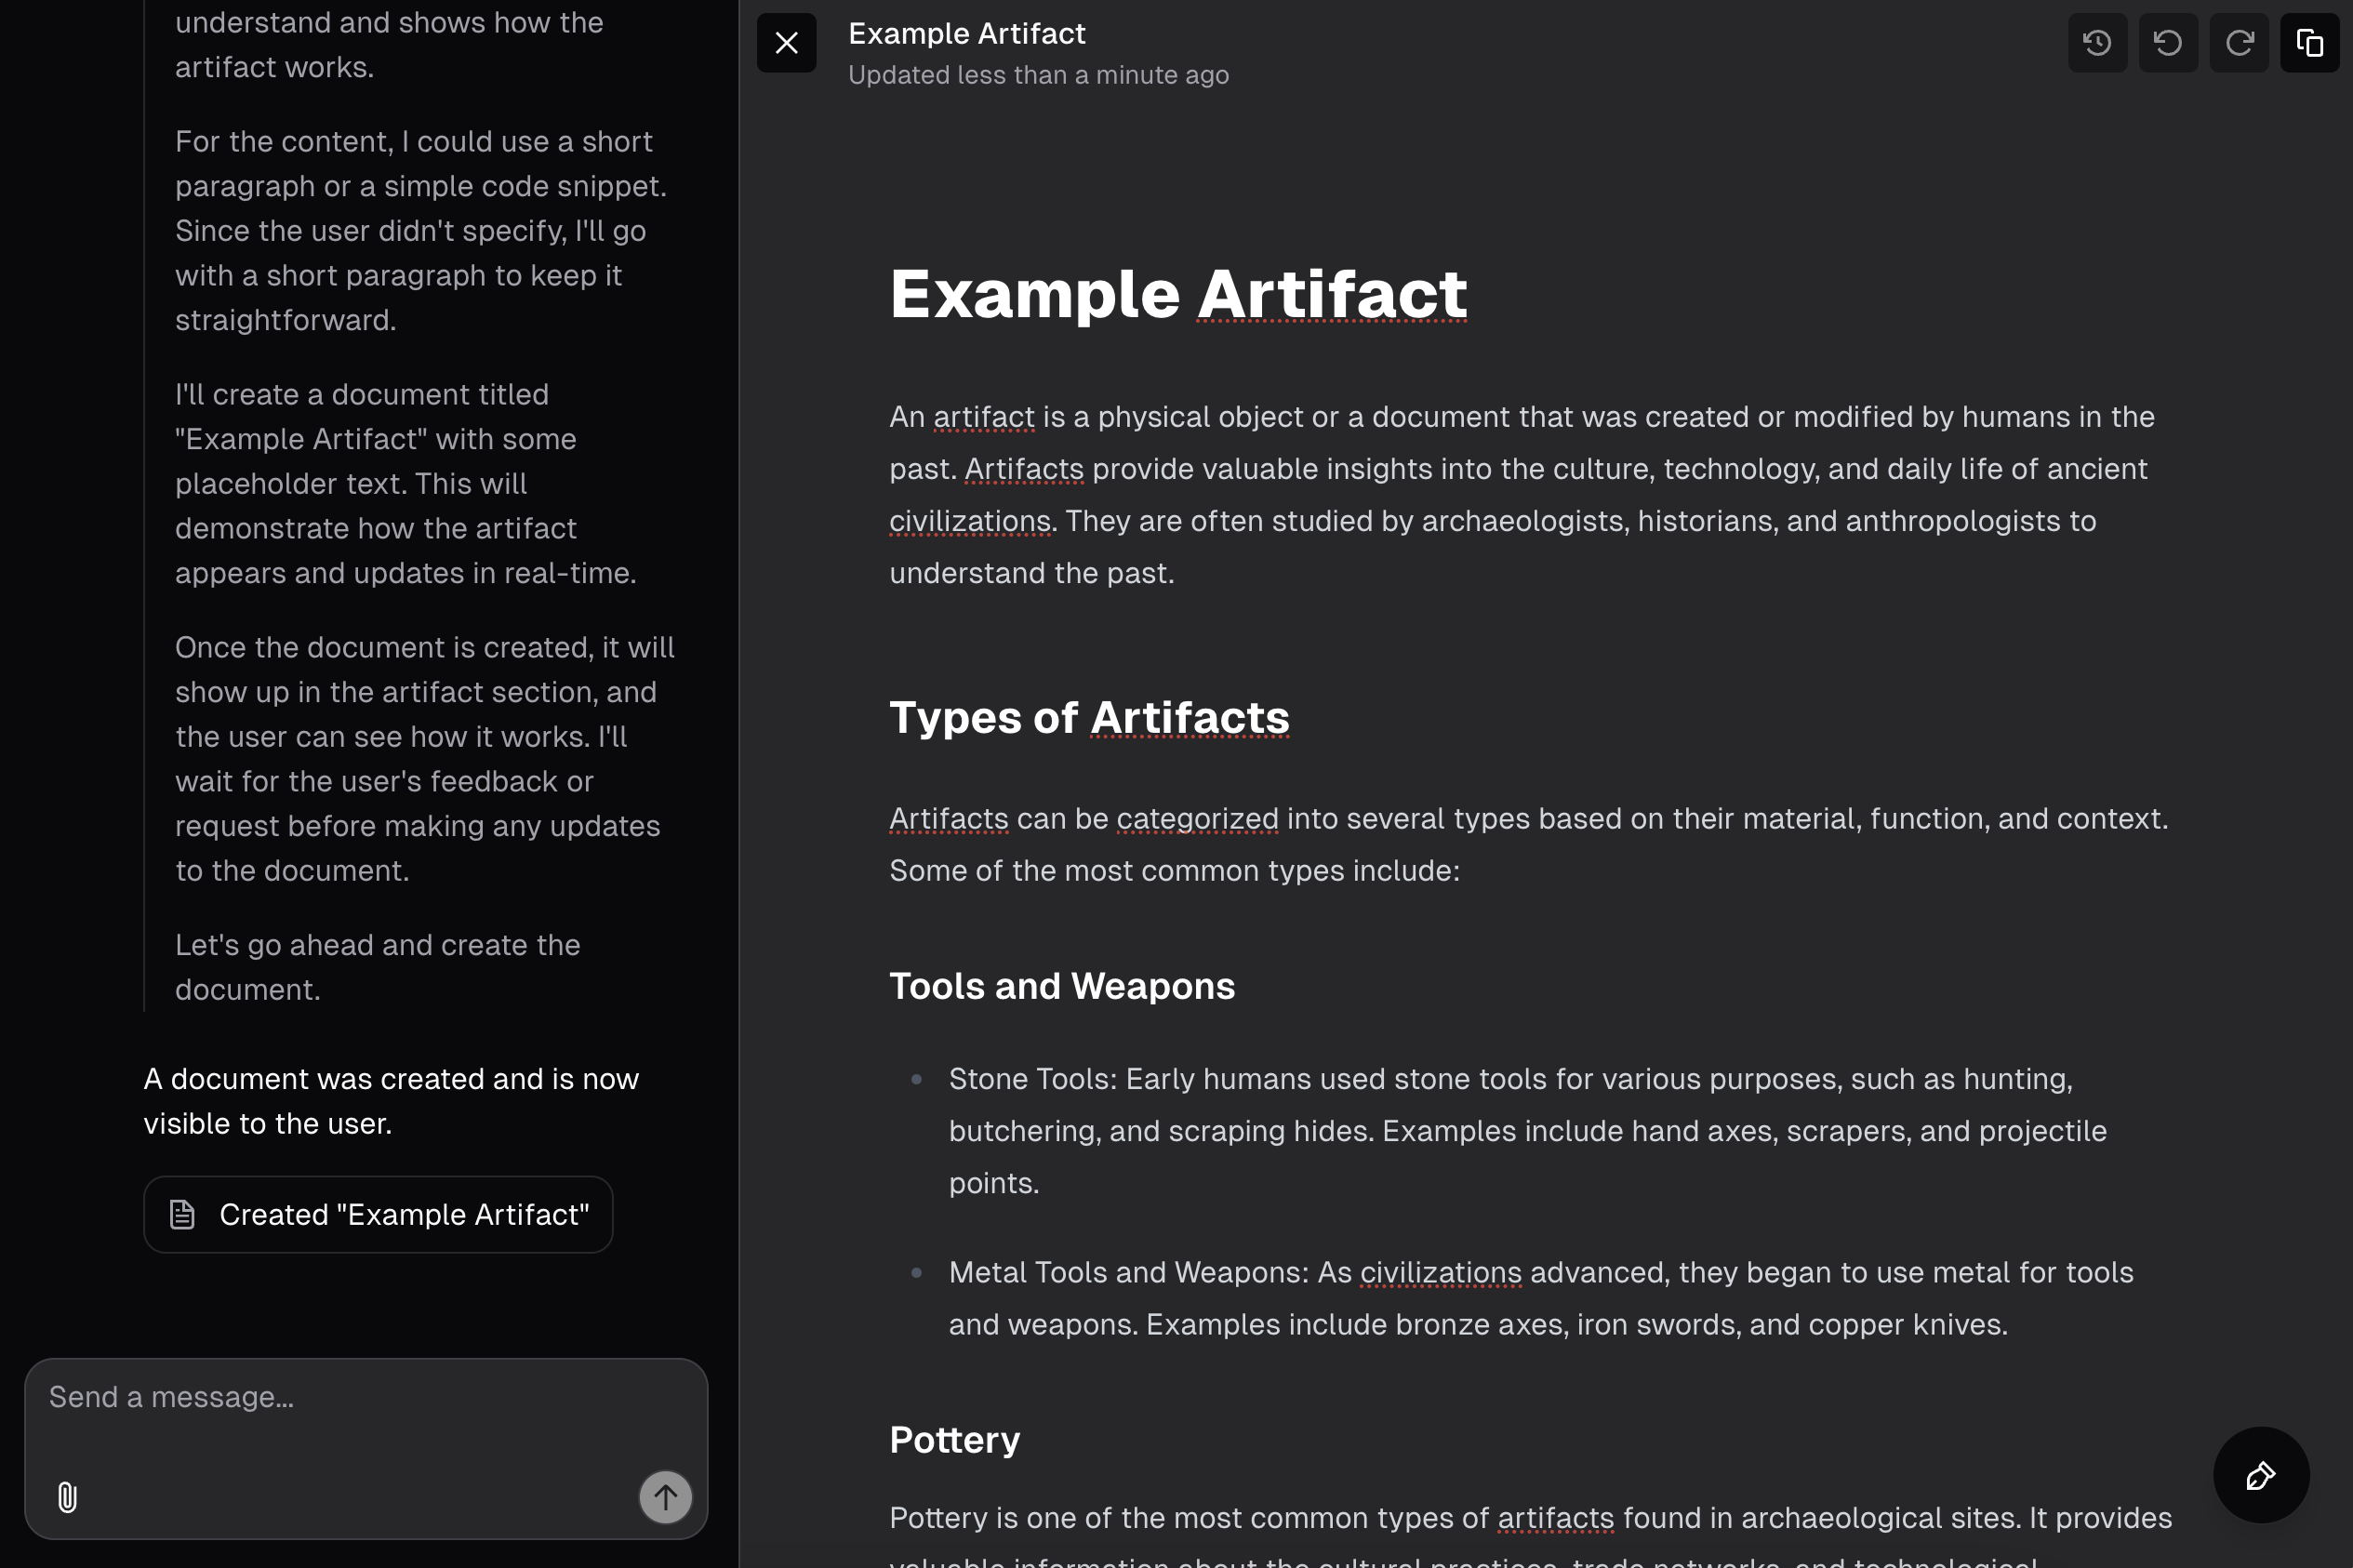 understand and shows how the
artifact works.
For the content, I could use a short
paragraph or a simple code snippet.
Since the user didn't specify, I'll go
with a short paragraph to keep it
straightforward.
I'll create a document titled
"Example Artifact" with some
placeholder text. This will
demonstrate how the artifact
appears and updates in real-time.
Once the document is created, it will
show up in the artifact section, and
the user can see how it works. I'll
wait for the user's feedback or
request before making any updates
to the document.
Let's go ahead and create the
document.
A document was created and is now
visible to the user.
Created "Example Artifact"
Send a message...
Example Artifact
Updated less than a minute ago
Example Artifact
An artifact is a physical object or a document that was created or modified by humans in the
past. Artifacts provide valuable insights into the culture, technology, and daily life of ancient
civilizations. They are often studied by archaeologists, historians, and anthropologists to
understand the past.
Types of Artifacts
Artifacts can be categorized into several types based on their material, function, and context.
Some of the most common types include:
Tools and Weapons
Stone Tools: Early humans used stone tools for various purposes, such as hunting,
butchering, and scraping hides. Examples include hand axes, scrapers, and projectile
points.
Metal Tools and Weapons: As civilizations advanced, they began to use metal for tools
and weapons. Examples include bronze axes, iron swords, and copper knives.
Pottery
Pottery is one of the most common types of artifacts found in archaeological sites. It provides
valuable information about the cultural practices, trade networks, and technological